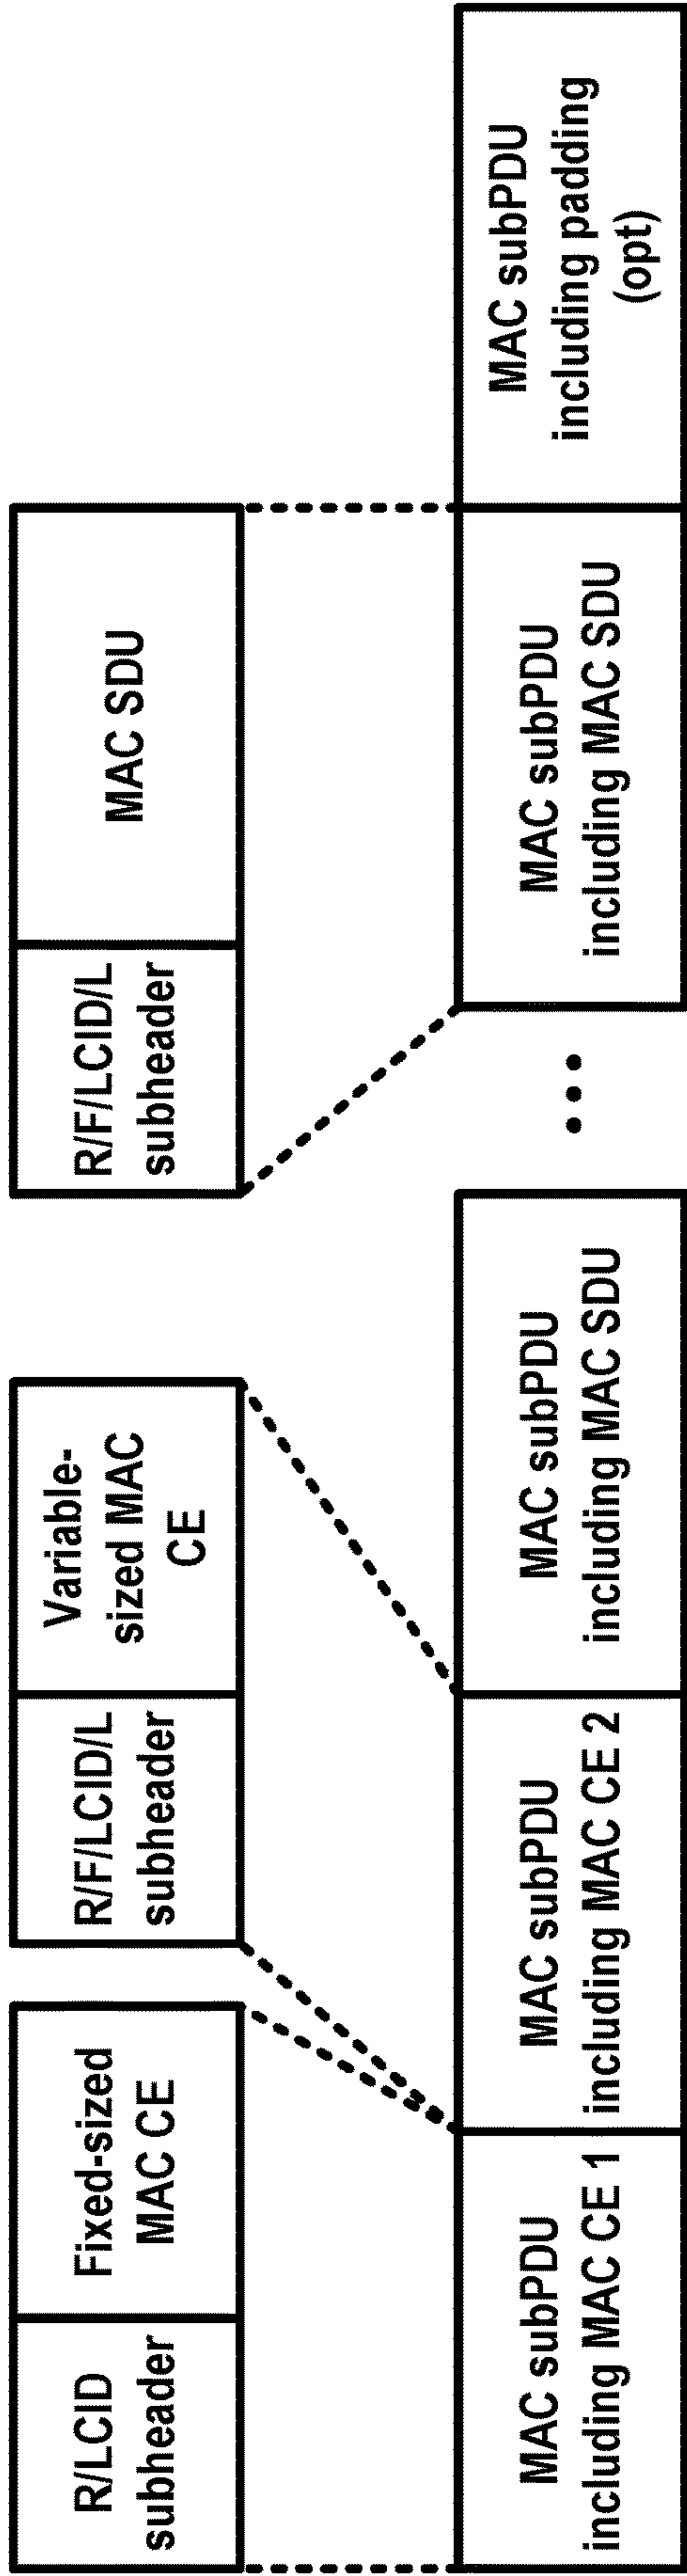 R/LCID
subheader
Fixed-sized
MAC CE
R/F/LCID/L
subheader
Variable-
sized MAC
CE
R/F/LCID/L
subheader
MAC SDU
MAC subPDU
including MAC CE 1
MAC subPDU
including MAC CE 2
MAC subPDU
including MAC SDU
• • •
MAC subPDU
including MAC SDU
MAC subPDU
including padding
(opt)